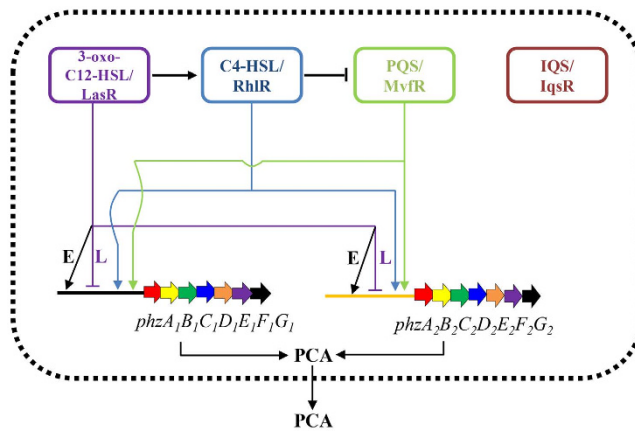 3-oxo-
C12-HSL/
LasR
C4-HSL/
RhlR
PQS/
MvfR
IQS/
IqsR
E
L
E
L
phzA₁B₁C₁D₁E₁F₁G₁
phzA₂B₂C₂D₂E₂F₂G₂
PCA
PCA